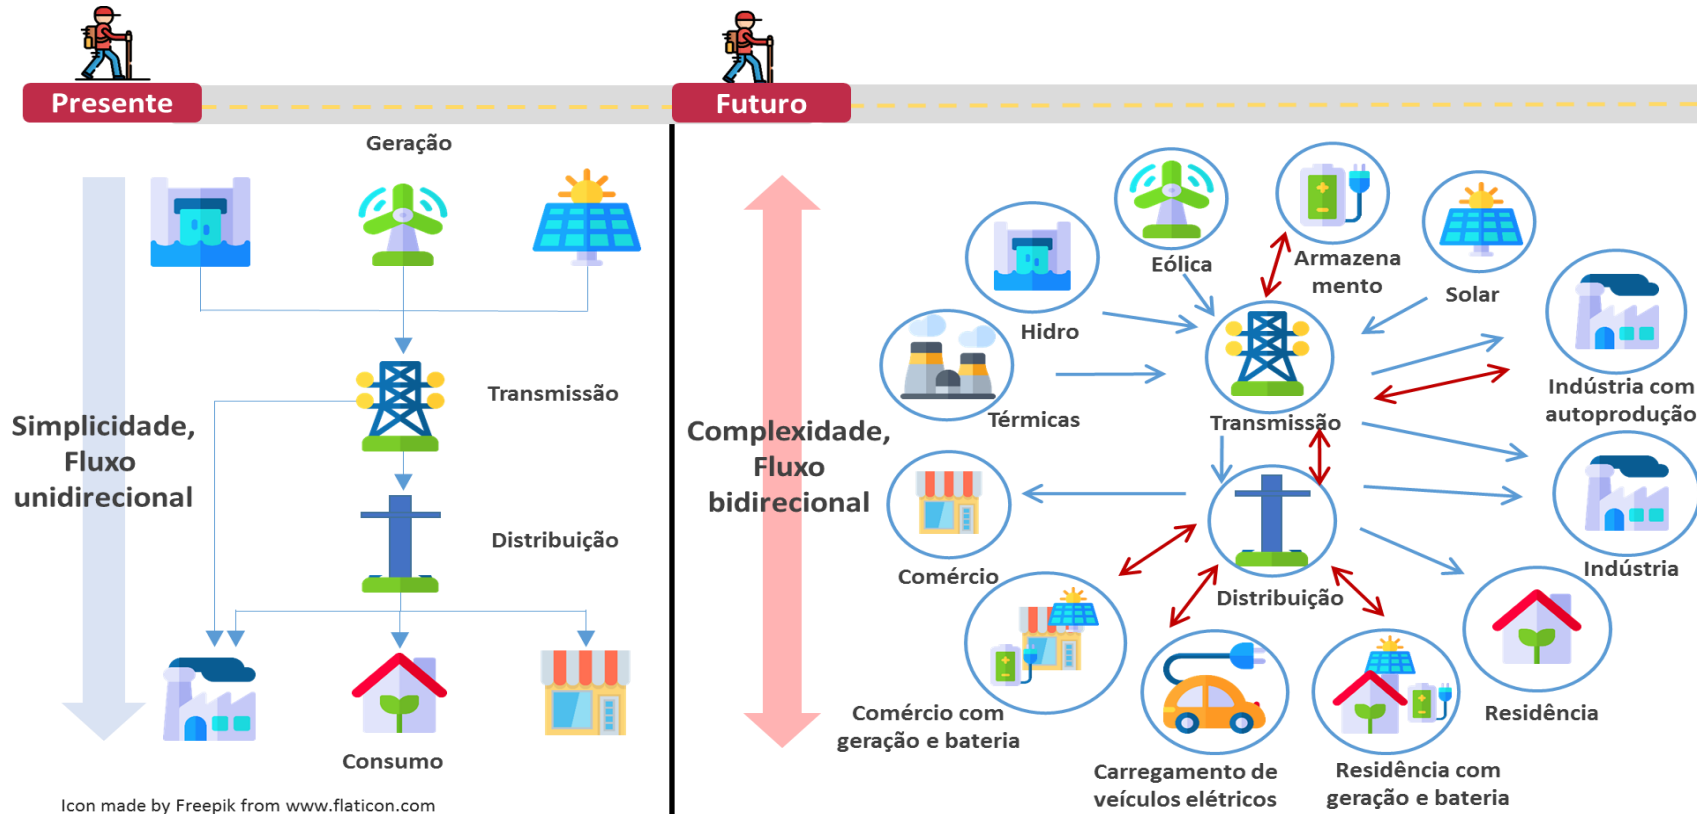 Presente
Geração
Transmissão
Simplicidade,
Fluxo
unidirecional
Distribuição
Consumo
Icon made by Freepik from www.flaticon.com
Futuro
Eólica
Armazena
mento
Solar
Hidro
Térmicas
Transmissão
Indústria com
autoprodução
Complexidade,
Fluxo
bidirecional
Comércio
Distribuição
Indústria
Comércio com
geração e bateria
Carregamento de
veículos elétricos
Residência com
geração e bateria
Residência